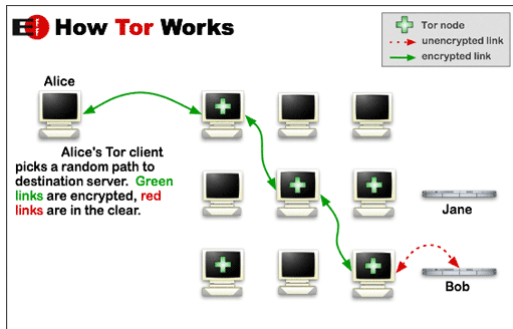 EFF How Tor Works
Tor node
unencrypted link
encrypted link
Alice
Alice's Tor client
picks a random path to
destination server. Green
links are encrypted, red
links are in the clear.
Jane
Bob